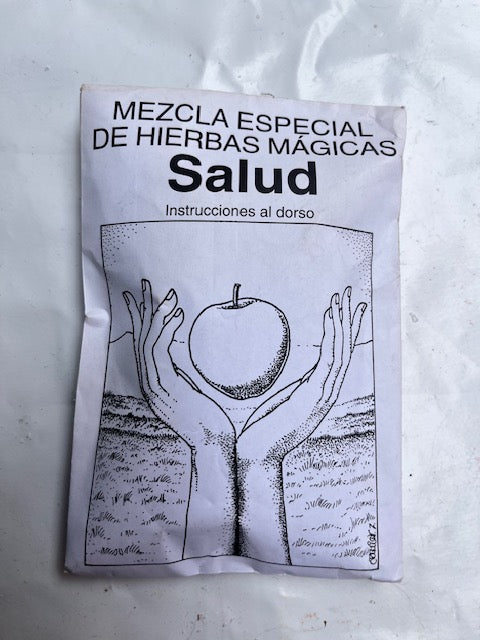 MEZCLA ESPECIAL
DE HIERBAS MÁGICAS
Salud
Instrucciones al dorso